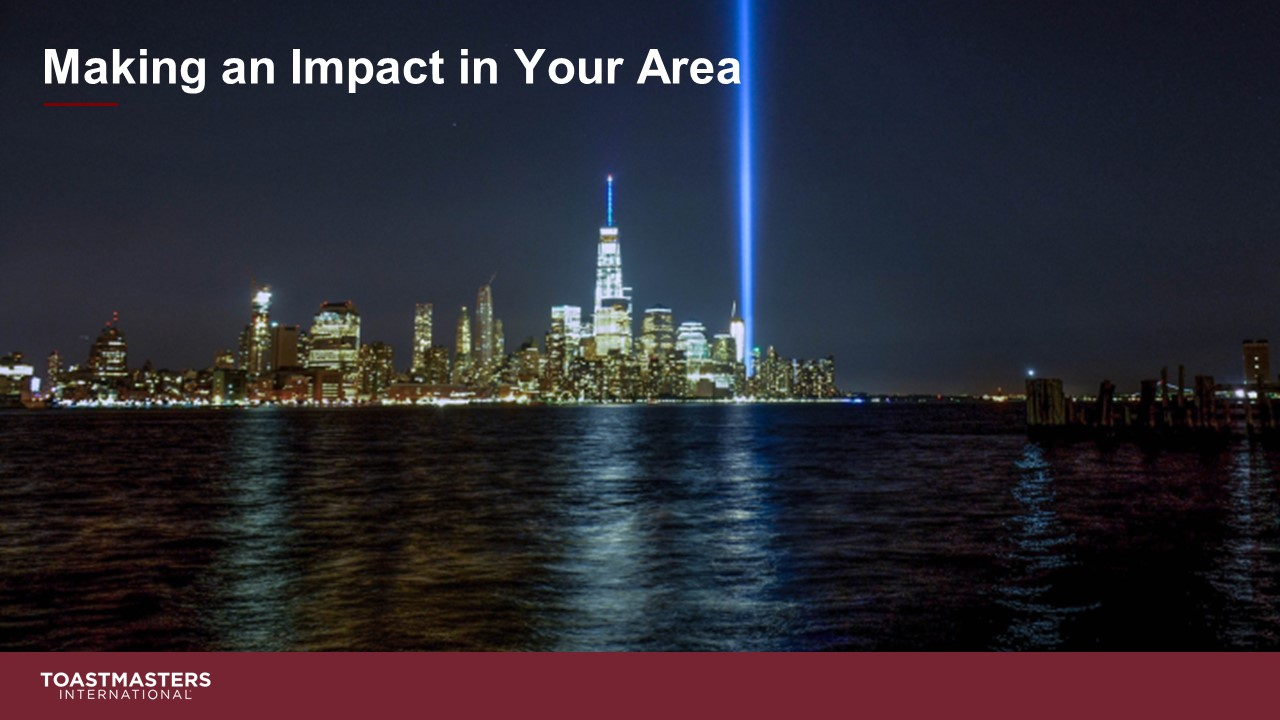 Making an Impact in Your Area
TOASTMASTERS
INTERNATIONAL